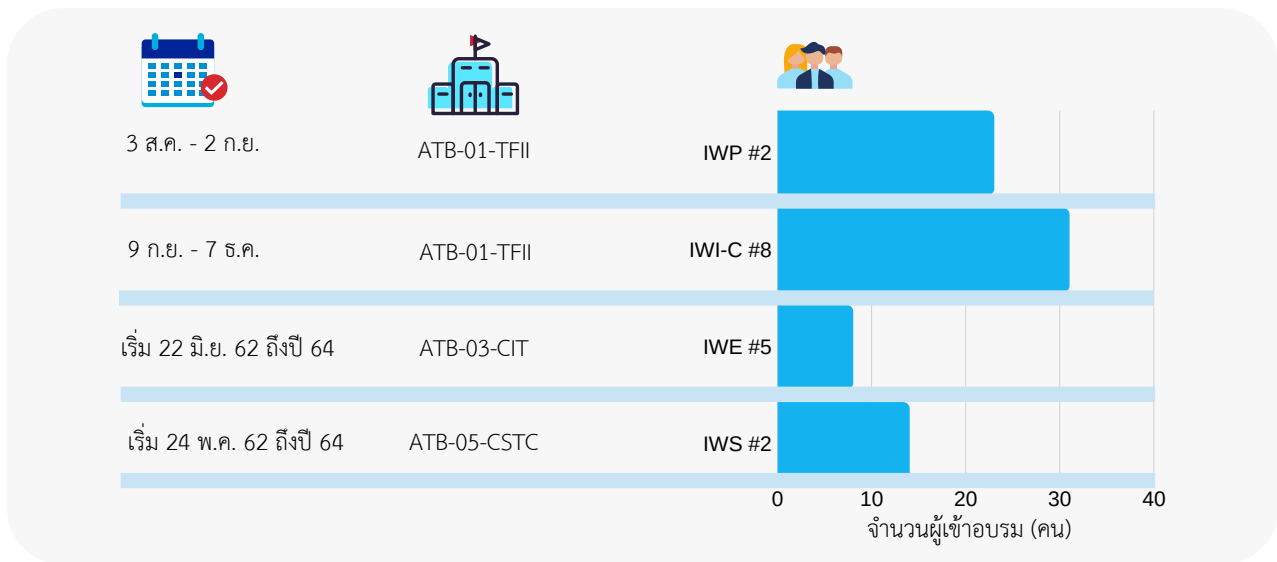 3 ส.ค. - 2 ก.ย. ATB-01-TFII IWP #2
9 ก.ย. - 7 ธ.ค. ATB-01-TFII IWI-C #8
เริ่ม 22 มิ.ย. 62 ถึงปี 64 ATB-03-CIT IWE #5
เริ่ม 24 พ.ค. 62 ถึงปี 64 ATB-05-CSTC IWS #2
0 10 20 30 40
จำนวนผู้เข้าอบรม (คน)